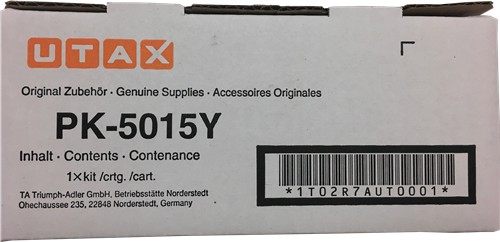 UTAX
Original Zubehör · Genuine Supplies · Accessoires Originales
PK-5015Y
Inhalt · Contents · Contenance
1×kit /crtg. /cart.
*1T02R7AUT0001*
TA Triumph-Adler GmbH, Betriebsstätte Norderstedt
Ohechaussee 235, 22848 Norderstedt, Germany